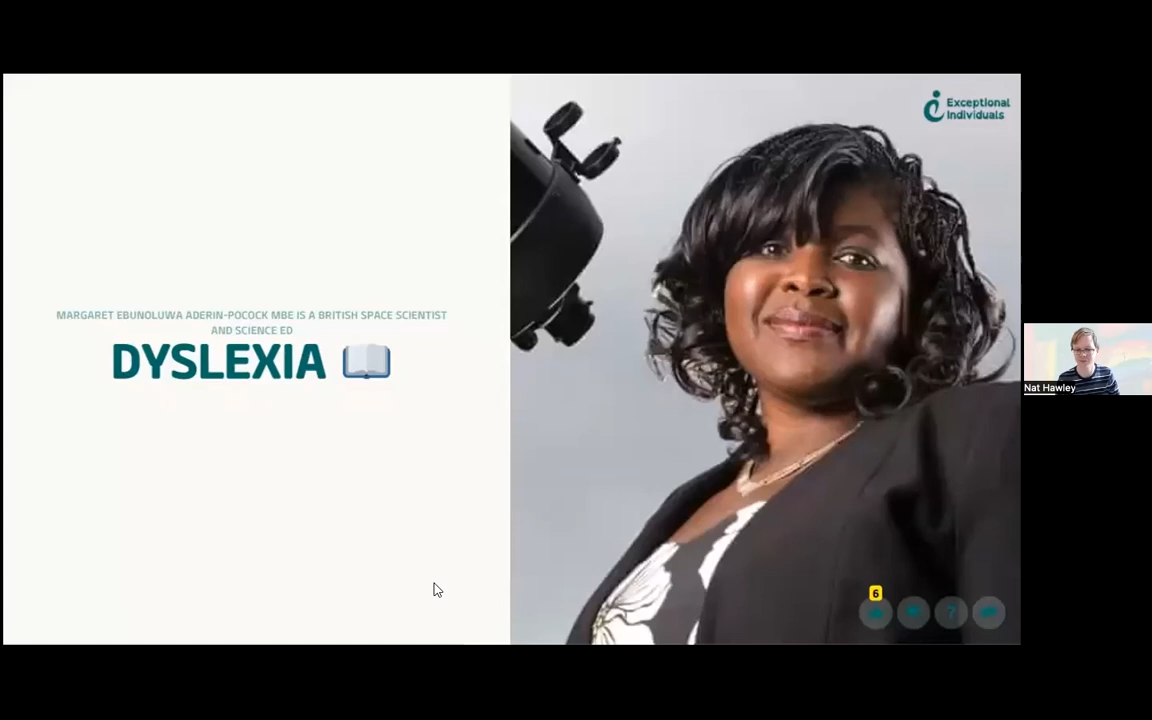 Exceptional
Individuals
MARGARET EBUNOLUWA ADERIN-POCOCK MBE IS A BRITISH SPACE SCIENTIST
AND SCIENCE ED
DYSLEXIA
Nat Hawley
6
?